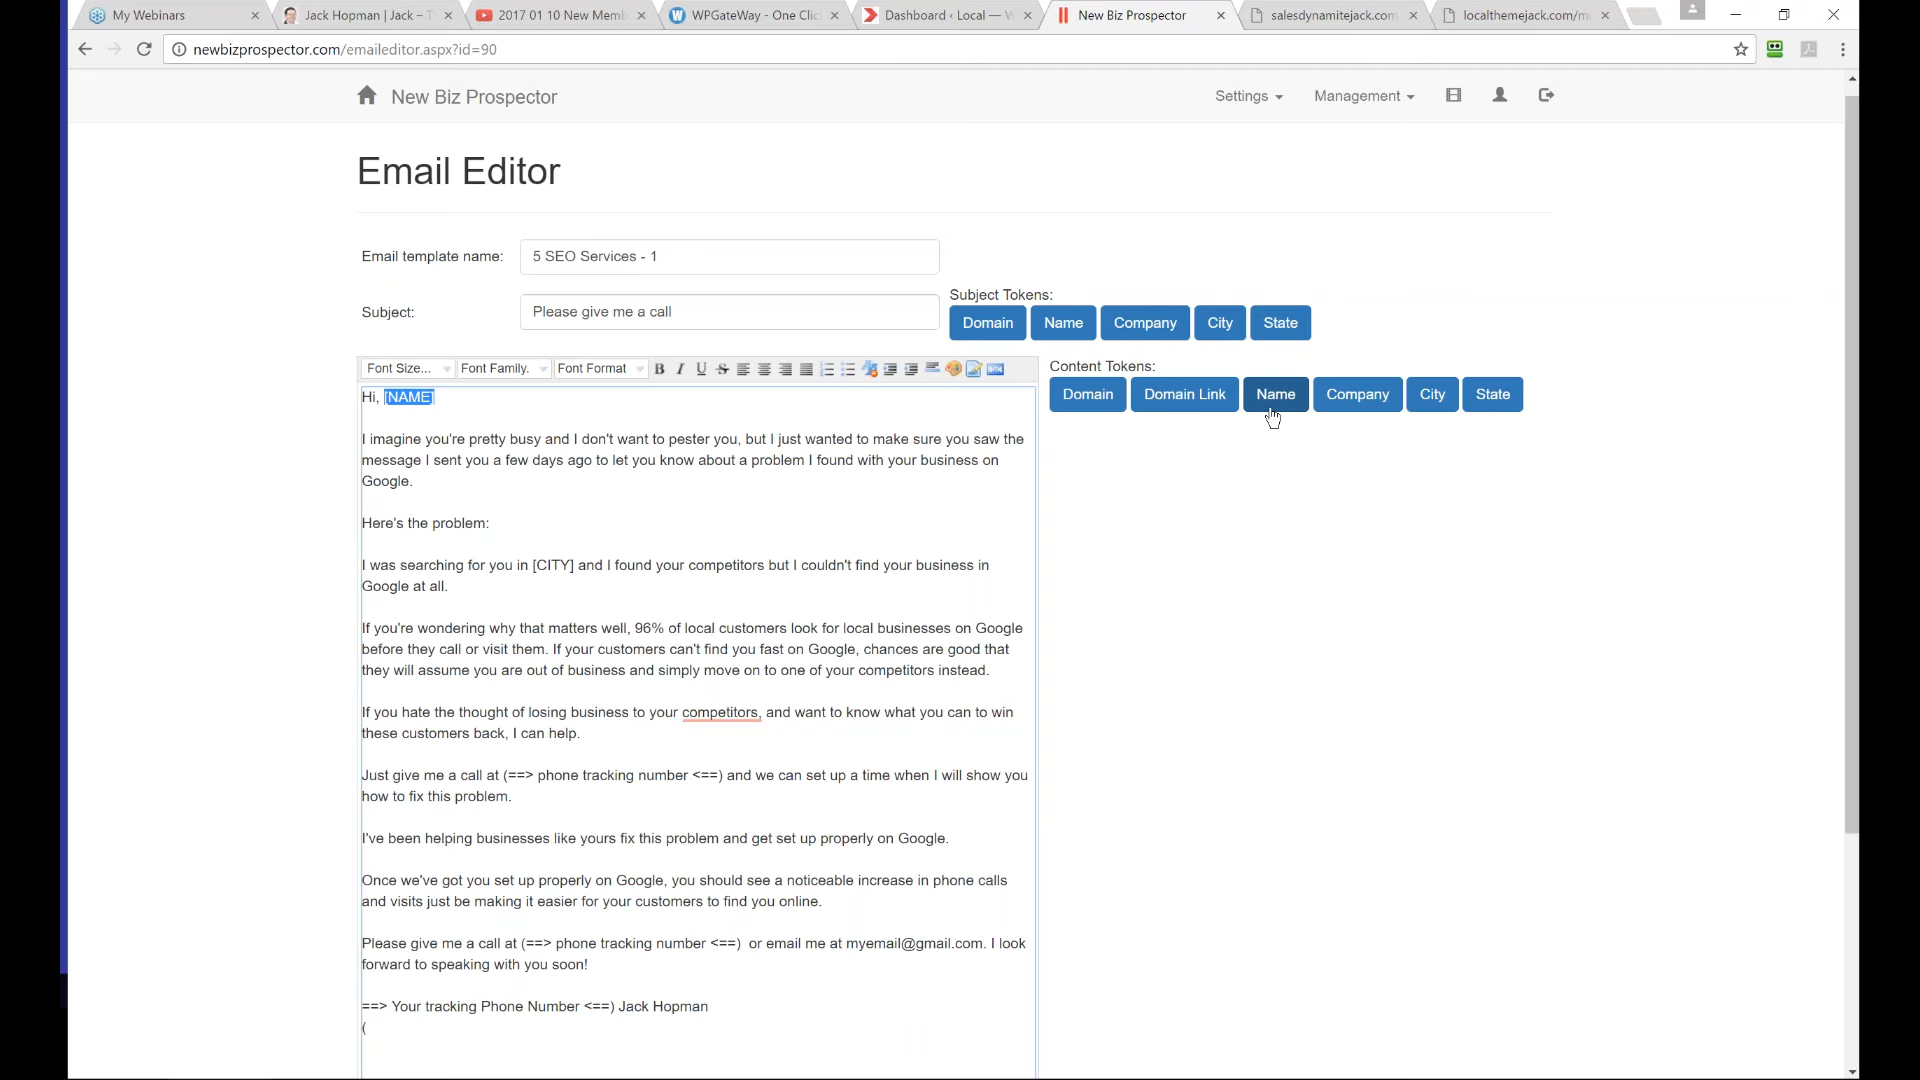 My Webinars
Jack Hopman | Jack – T
2017 01 10 New Memb
WPGateWay - One Clic
Dashboard ‹ Local — W
New Biz Prospector
salesdynamitejack.com
localthemejack.com/m
newbizprospector.com/emaileditor.aspx?id=90
New Biz Prospector
Settings
Management
Email Editor
Email template name:
5 SEO Services - 1
Subject:
Please give me a call
Subject Tokens:
Domain
Name
Company
City
State
Font Size...
Font Family.
Font Format
B I U S
Content Tokens:
Domain
Domain Link
Name
Company
City
State
Hi, [NAME]
I imagine you're pretty busy and I don't want to pester you, but I just wanted to make sure you saw the
message I sent you a few days ago to let you know about a problem I found with your business on
Google.
Here's the problem:
I was searching for you in [CITY] and I found your competitors but I couldn't find your business in
Google at all.
If you're wondering why that matters well, 96% of local customers look for local businesses on Google
before they call or visit them. If your customers can't find you fast on Google, chances are good that
they will assume you are out of business and simply move on to one of your competitors instead.
If you hate the thought of losing business to your competitors, and want to know what you can to win
these customers back, I can help.
Just give me a call at (==> phone tracking number <==) and we can set up a time when I will show you
how to fix this problem.
I've been helping businesses like yours fix this problem and get set up properly on Google.
Once we've got you set up properly on Google, you should see a noticeable increase in phone calls
and visits just be making it easier for your customers to find you online.
Please give me a call at (==> phone tracking number <==)  or email me at myemail@gmail.com. I look
forward to speaking with you soon!
==> Your tracking Phone Number <==) Jack Hopman
(